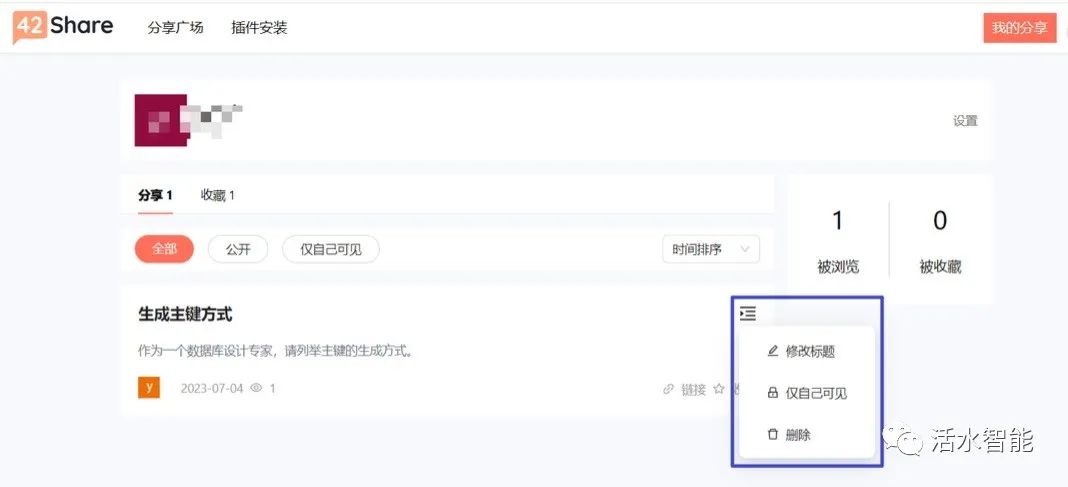 42Share 分享广场 插件安装 我的分享
设置
分享 1 收藏 1
全部 公开 仅自己可见 时间排序
1 0
被浏览 被收藏
生成主键方式
作为一个数据库设计专家，请列举主键的生成方式。
y 2023-07-04 1 链接
修改标题
仅自己可见
删除
活水智能